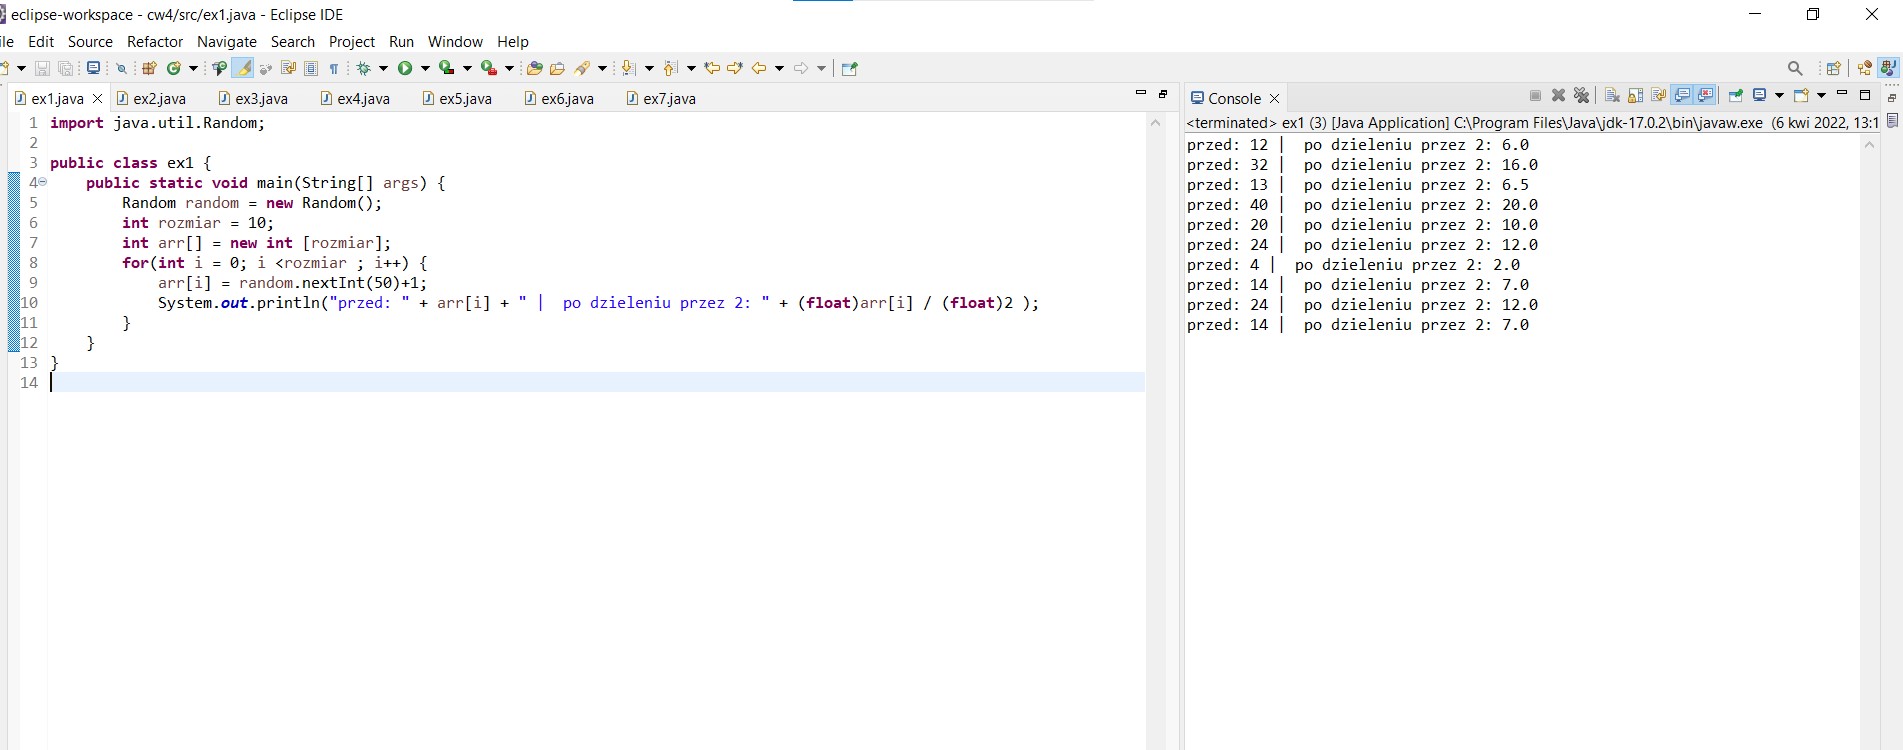 eclipse-workspace - cw4/src/ex1.java - Eclipse IDE
ile Edit Source Refactor Navigate Search Project Run Window Help
ex1.java ex2.java ex3.java ex4.java ex5.java ex6.java ex7.java
1 import java.util.Random;
2
3 public class ex1 {
4 public static void main(String[] args) {
5 Random random = new Random();
6 int rozmiar = 10;
7 int arr[] = new int [rozmiar];
8 for(int i = 0; i <rozmiar ; i++) {
9 arr[i] = random.nextInt(50)+1;
10 System.out.println("przed: " + arr[i] + " |  po dzieleniu przez 2: " + (float)arr[i] / (float)2 );
11 }
12 }
13 }
14
Console
<terminated> ex1 (3) [Java Application] C:\Program Files\Java\jdk-17.0.2\bin\javaw.exe (6 kwi 2022, 13:1
przed: 12 |  po dzieleniu przez 2: 6.0
przed: 32 |  po dzieleniu przez 2: 16.0
przed: 13 |  po dzieleniu przez 2: 6.5
przed: 40 |  po dzieleniu przez 2: 20.0
przed: 20 |  po dzieleniu przez 2: 10.0
przed: 24 |  po dzieleniu przez 2: 12.0
przed: 4 |  po dzieleniu przez 2: 2.0
przed: 14 |  po dzieleniu przez 2: 7.0
przed: 24 |  po dzieleniu przez 2: 12.0
przed: 14 |  po dzieleniu przez 2: 7.0